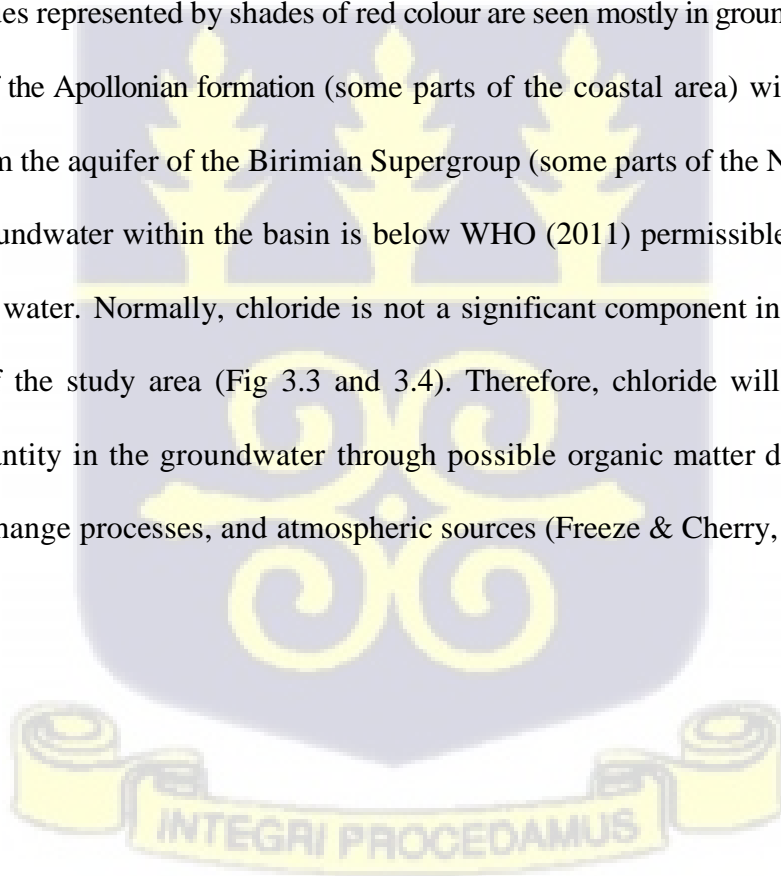 ues represented by shades of red colour are seen mostly in groun
f the Apollonian formation (some parts of the coastal area) wi
m the aquifer of the Birimian Supergroup (some parts of the N
undwater within the basin is below WHO (2011) permissible
water. Normally, chloride is not a significant component in
f the study area (Fig 3.3 and 3.4). Therefore, chloride will
antity in the groundwater through possible organic matter d
hange processes, and atmospheric sources (Freeze & Cherry,
INTEGRI PROCEDAMUS